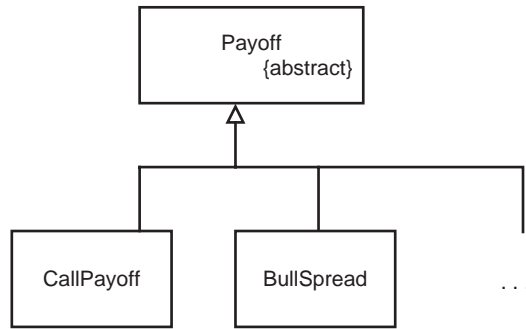 Payoff
{abstract}
CallPayoff
BullSpread
. .